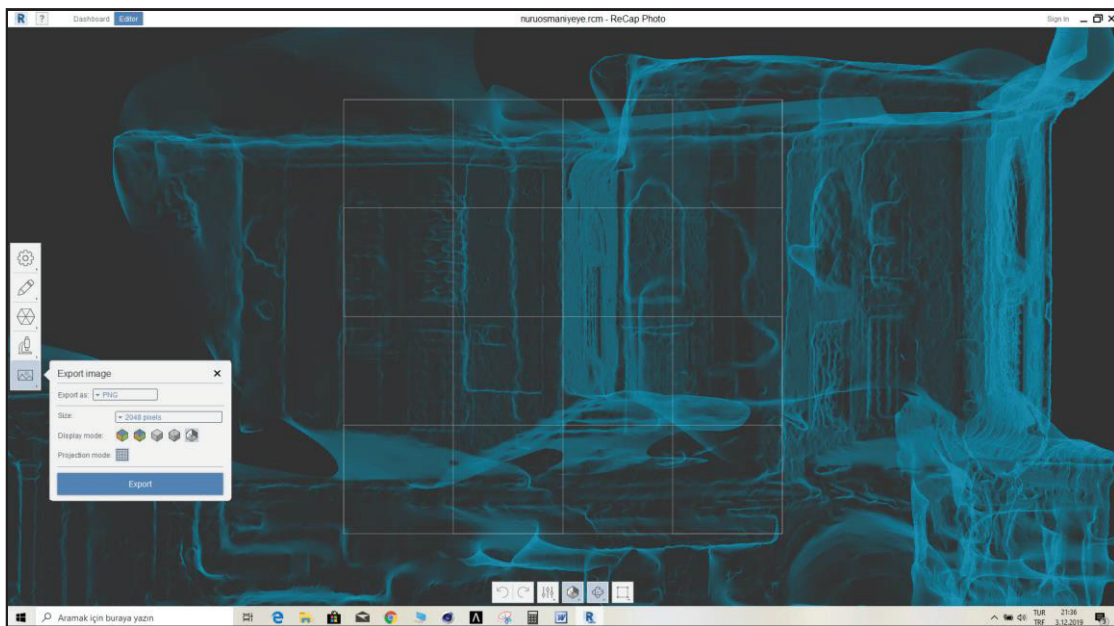 R ? Dashboard Editor nuruosmaniyeye.rcm - ReCap Photo Sign In
Export image
Export as: PNG
Size: 2048 pixels
Display mode:
Projection mode:
Export
Aramak için buraya yazın
TUR 21:36
TRF 3.12.2019